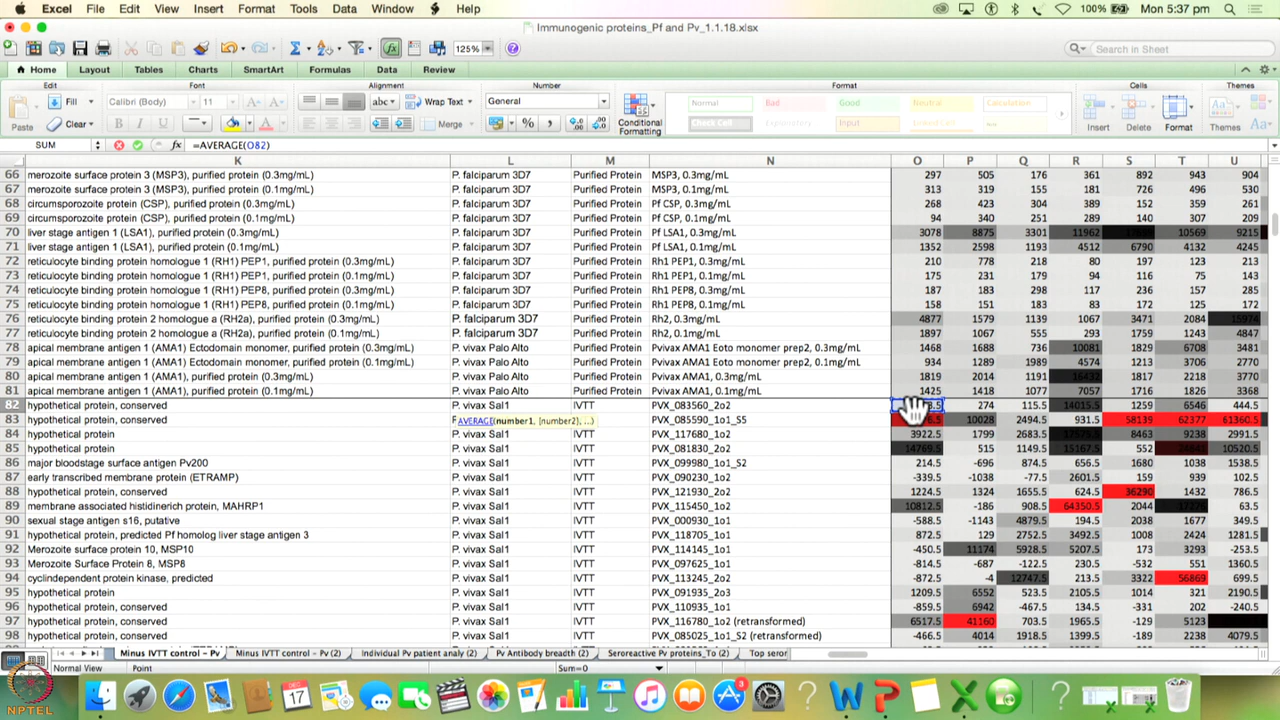 Excel File Edit View Insert Format Tools Data Window Help 100% Mon 5:37 pm
Immunogenic proteins_Pf and Pv_1.1.18.xlsx
125% Search in Sheet
Home Layout Tables Charts SmartArt Formulas Data Review
Edit Font Alignment Number Format Cells Themes
Paste Fill Clear Calibri (Body) 11 abc Wrap Text Merge General Conditional Formatting Normal Bad Good Neutral Calculation Check Cell Explanatory Input Insert Delete Format Themes Aa
SUM fx =AVERAGE(O82)
K L M N O P Q R S T U
66 merozoite surface protein 3 (MSP3), purified protein (0.3mg/mL) P. falciparum 3D7 Purified Protein MSP3, 0.3mg/mL 297 505 176 361 892 943 904
67 merozoite surface protein 3 (MSP3), purified protein (0.1mg/mL) P. falciparum 3D7 Purified Protein MSP3, 0.1mg/mL 313 319 155 181 726 496 530
68 circumsporozoite protein (CSP), purified protein (0.3mg/mL) P. falciparum 3D7 Purified Protein Pf CSP, 0.3mg/mL 268 423 304 389 152 359 261
69 circumsporozoite protein (CSP), purified protein (0.1mg/mL) P. falciparum 3D7 Purified Protein Pf CSP, 0.1mg/mL 94 340 251 289 140 307 209
70 liver stage antigen 1 (LSA1), purified protein (0.3mg/mL) P. falciparum 3D7 Purified Protein Pf LSA1, 0.3mg/mL 3078 8875 3301 11962 10569 9215
71 liver stage antigen 1 (LSA1), purified protein (0.1mg/mL) P. falciparum 3D7 Purified Protein Pf LSA1, 0.1mg/mL 1352 2598 1193 4512 6790 4132 4245
72 reticulocyte binding protein homologue 1 (RH1) PEP1, purified protein (0.3mg/mL) P. falciparum 3D7 Purified Protein Rh1 PEP1, 0.3mg/mL 210 778 218 80 197 123 213
73 reticulocyte binding protein homologue 1 (RH1) PEP1, purified protein (0.1mg/mL) P. falciparum 3D7 Purified Protein Rh1 PEP1, 0.1mg/mL 175 231 179 94 116 75 143
74 reticulocyte binding protein homologue 1 (RH1) PEP8, purified protein (0.3mg/mL) P. falciparum 3D7 Purified Protein Rh1 PEP8, 0.3mg/mL 187 183 298 117 236 157 285
75 reticulocyte binding protein homologue 1 (RH1) PEP8, purified protein (0.1mg/mL) P. falciparum 3D7 Purified Protein Rh1 PEP8, 0.1mg/mL 158 151 183 83 172 125 172
76 reticulocyte binding protein 2 homologue a (RH2a), purified protein (0.3mg/mL) P. falciparum 3D7 Purified Protein Rh2, 0.3mg/mL 4877 1579 1139 1067 3471 2084 15974
77 reticulocyte binding protein 2 homologue a (RH2a), purified protein (0.1mg/mL) P. falciparum 3D7 Purified Protein Rh2, 0.1mg/mL 1897 1067 555 293 1759 1243 4847
78 apical membrane antigen 1 (AMA1) Ectodomain monomer, purified protein (0.3mg/mL) P. vivax Palo Alto Purified Protein Pvivax AMA1 Eoto monomer prep2, 0.3mg/mL 1468 1688 736 10081 1829 6708 3481
79 apical membrane antigen 1 (AMA1) Ectodomain monomer, purified protein (0.1mg/mL) P. vivax Palo Alto Purified Protein Pvivax AMA1 Eoto monomer prep2, 0.1mg/mL 934 1289 1989 4574 1213 3706 2770
80 apical membrane antigen 1 (AMA1), purified protein (0.3mg/mL) P. vivax Palo Alto Purified Protein Pvivax AMA1, 0.3mg/mL 1819 2014 1191 16432 1483 2218 3770
81 apical membrane antigen 1 (AMA1), purified protein (0.1mg/mL) P. vivax Palo Alto Purified Protein Pvivax AMA1, 0.1mg/mL 1425 1418 1077 7057 1716 1826 3368
82 hypothetical protein, conserved P. vivax Sal1 IVTT PVX_083560_2o2 274 115.5 14015.5 1259 6546 444.5
83 hypothetical protein, conserved AVERAGE(number1, [number2], ...) PVX_085590_1o1_S5 10028 2494.5 931.5 58139 62377 61360.5
84 hypothetical protein P. vivax Sal1 IVTT PVX_117680_1o2 3922.5 1799 2683.5 8463 9238 2991.5
85 hypothetical protein P. vivax Sal1 IVTT PVX_081830_2o2 14769.5 515 1149.5 15167.5 552 10520.5
86 major bloodstage surface antigen Pv200 P. vivax Sal1 IVTT PVX_099980_1o1_S2 214.5 -696 874.5 656.5 1680 1038 1538.5
87 early transcribed membrane protein (ETRAMP) P. vivax Sal1 IVTT PVX_090230_1o1 -339.5 -1038 -77.5 2601.5 159 939 102.5
88 hypothetical protein, conserved P. vivax Sal1 IVTT PVX_121930_2o2 1224.5 1324 1655.5 624.5 36290 1432 786.5
89 membrane associated histidinerich protein, MAHRP1 P. vivax Sal1 IVTT PVX_115450_1o2 10812.5 -186 908.5 64350.5 2044 63.5
90 sexual stage antigen s16, putative P. vivax Sal1 IVTT PVX_000930_1o1 -588.5 -1143 4879.5 194.5 2038 1677 349.5
91 hypothetical protein, predicted Pf homolog liver stage antigen 3 P. vivax Sal1 IVTT PVX_118705_1o1 872.5 129 2752.5 3492.5 1008 2424 1281.5
92 Merozoite surface protein 10, MSP10 P. vivax Sal1 IVTT PVX_114145_1o1 -450.5 11174 5928.5 5207.5 173 3293 -253.5
93 Merozoite Surface Protein 8, MSP8 P. vivax Sal1 IVTT PVX_097625_1o1 -814.5 -687 -122.5 230.5 -532 551 1360.5
94 cyclindependent protein kinase, predicted P. vivax Sal1 IVTT PVX_113245_2o2 -872.5 -4 12747.5 213.5 3322 56869 699.5
95 hypothetical protein P. vivax Sal1 IVTT PVX_091235_2o3 1209.5 6552 523.5 2105.5 1014 321 2190.5
96 hypothetical protein, conserved P. vivax Sal1 IVTT PVX_110935_1o1 -859.5 6942 -467.5 134.5 -331 202 -240.5
97 hypothetical protein, conserved P. vivax Sal1 IVTT PVX_116780_1o2 (retransformed) 6517.5 41160 703.5 1965.5 -129 5123
98 hypothetical protein, conserved P. vivax Sal1 IVTT PVX_085025_1o1_S2 (retransformed) -466.5 4014 1918.5 1399.5 -189 2238 4079.5
Minus IVTT control - Pv Minus IVTT control - Pv (2) Individual Pv patient analy (2) Pv Antibody breadth (2) Seroreactive Pv proteins_To (2) Top seror
Normal View Point Sum=0
17 3
NPTEL